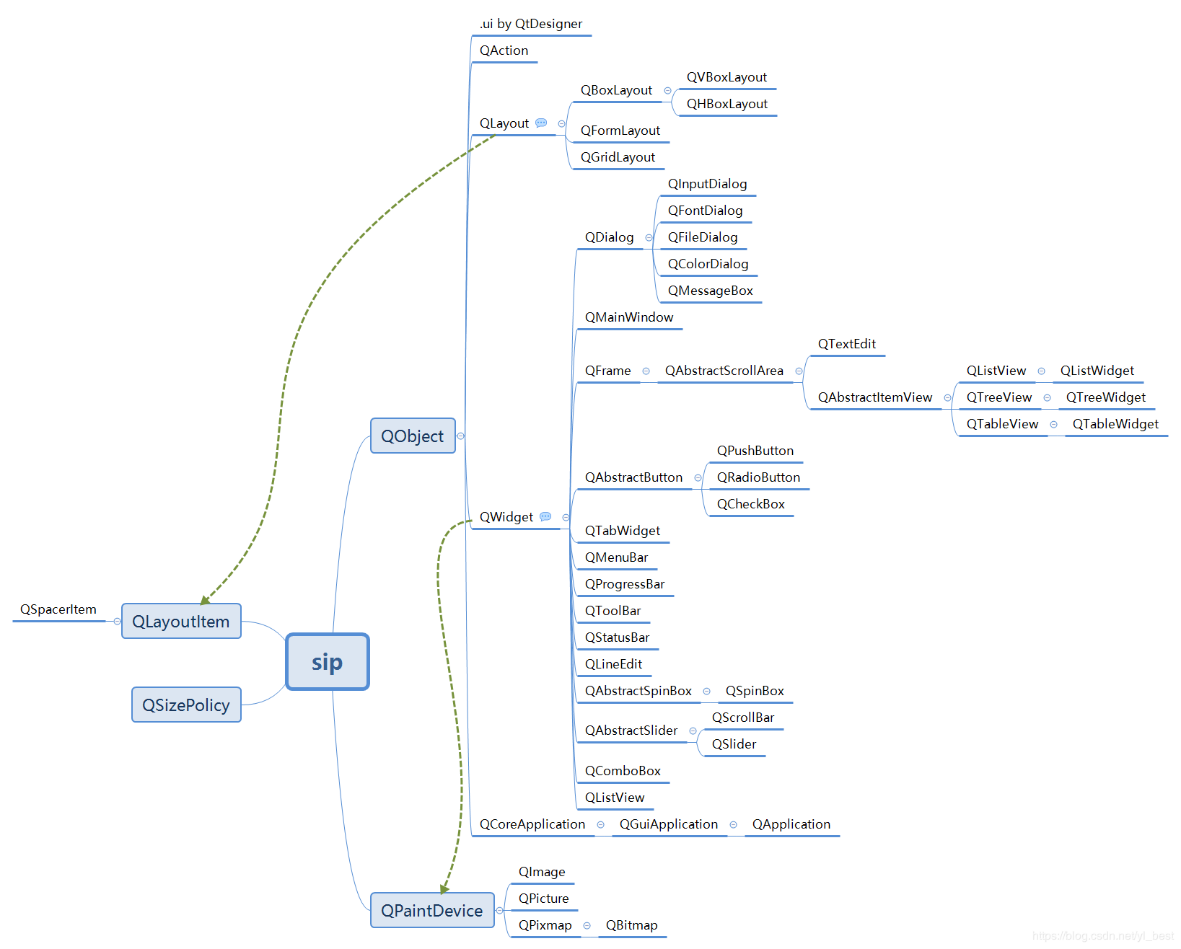 .ui by QtDesigner
QAction
QLayout
QBoxLayout
QVBoxLayout
QHBoxLayout
QFormLayout
QGridLayout
QWidget
QDialog
QInputDialog
QFontDialog
QFileDialog
QColorDialog
QMessageBox
QMainWindow
QFrame
QAbstractScrollArea
QTextEdit
QAbstractItemView
QListView
QListWidget
QTreeView
QTreeWidget
QTableView
QTableWidget
QAbstractButton
QPushButton
QRadioButton
QCheckBox
QTabWidget
QMenuBar
QProgressBar
QToolBar
QStatusBar
QLineEdit
QAbstractSpinBox
QSpinBox
QAbstractSlider
QScrollBar
QSlider
QComboBox
QListView
QCoreApplication
QGuiApplication
QApplication
QObject
QSpacerItem
QLayoutItem
sip
QSizePolicy
QPaintDevice
QImage
QPicture
QPixmap
QBitmap
https://blog.csdn.net/yl_best